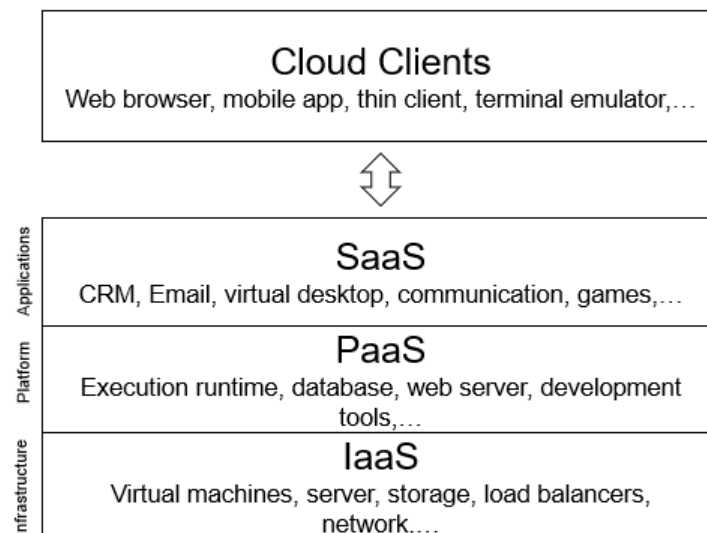 Cloud Clients
Web browser, mobile app, thin client, terminal emulator,…
Applications
SaaS
CRM, Email, virtual desktop, communication, games,…
Platform
PaaS
Execution runtime, database, web server, development
tools,…
nfrastructure
IaaS
Virtual machines, server, storage, load balancers,
network,…